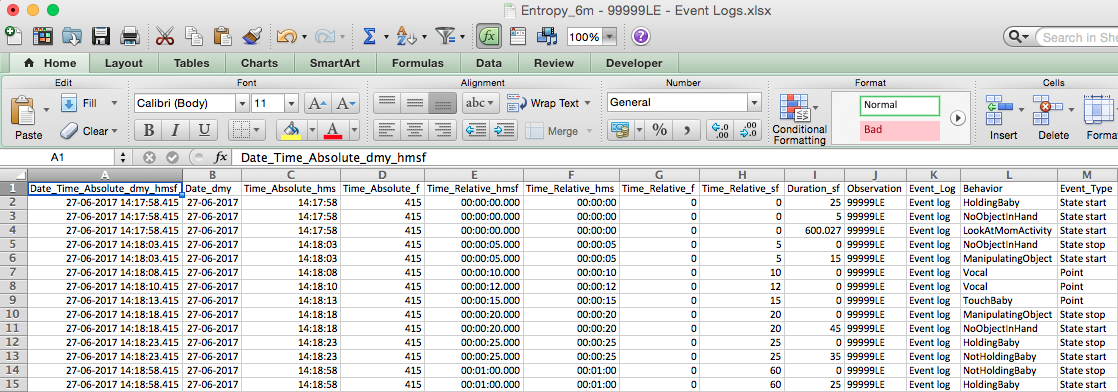 Entropy_6m - 99999LE - Event Logs.xlsx
100%
Search in She
Home Layout Tables Charts SmartArt Formulas Data Review Developer
Edit Font Alignment Number Format Cells
Paste Fill Clear Calibri (Body) 11 A A abc Wrap Text General Normal
B I U A Merge % , .0 .00 .00 .0 Conditional Formatting Bad Insert Delete Forma
A1 fx Date_Time_Absolute_dmy_hmsf
A B C D E F G H I J K L M
1 Date_Time_Absolute_dmy_hmsf Date_dmy Time_Absolute_hms Time_Absolute_f Time_Relative_hmsf Time_Relative_hms Time_Relative_f Time_Relative_sf Duration_sf Observation Event_Log Behavior Event_Type
2 27-06-2017 14:17:58.415 27-06-2017 14:17:58 415 00:00:00.000 00:00:00 0 0 25 99999LE Event log HoldingBaby State start
3 27-06-2017 14:17:58.415 27-06-2017 14:17:58 415 00:00:00.000 00:00:00 0 0 5 99999LE Event log NoObjectInHand State start
4 27-06-2017 14:17:58.415 27-06-2017 14:17:58 415 00:00:00.000 00:00:00 0 0 600.027 99999LE Event log LookAtMomActivity State start
5 27-06-2017 14:18:03.415 27-06-2017 14:18:03 415 00:00:05.000 00:00:05 0 5 0 99999LE Event log NoObjectInHand State stop
6 27-06-2017 14:18:03.415 27-06-2017 14:18:03 415 00:00:05.000 00:00:05 0 5 15 99999LE Event log ManipulatingObject State start
7 27-06-2017 14:18:08.415 27-06-2017 14:18:08 415 00:00:10.000 00:00:10 0 10 0 99999LE Event log Vocal Point
8 27-06-2017 14:18:10.415 27-06-2017 14:18:10 415 00:00:12.000 00:00:12 0 12 0 99999LE Event log Vocal Point
9 27-06-2017 14:18:13.415 27-06-2017 14:18:13 415 00:00:15.000 00:00:15 0 15 0 99999LE Event log TouchBaby Point
10 27-06-2017 14:18:18.415 27-06-2017 14:18:18 415 00:00:20.000 00:00:20 0 20 0 99999LE Event log ManipulatingObject State stop
11 27-06-2017 14:18:18.415 27-06-2017 14:18:18 415 00:00:20.000 00:00:20 0 20 45 99999LE Event log NoObjectInHand State start
12 27-06-2017 14:18:23.415 27-06-2017 14:18:23 415 00:00:25.000 00:00:25 0 25 0 99999LE Event log HoldingBaby State stop
13 27-06-2017 14:18:23.415 27-06-2017 14:18:23 415 00:00:25.000 00:00:25 0 25 35 99999LE Event log NotHoldingBaby State start
14 27-06-2017 14:18:58.415 27-06-2017 14:18:58 415 00:01:00.000 00:01:00 0 60 0 99999LE Event log NotHoldingBaby State stop
15 27-06-2017 14:18:58.415 27-06-2017 14:18:58 415 00:01:00.000 00:01:00 0 60 25 99999LE Event log HoldingBaby State start